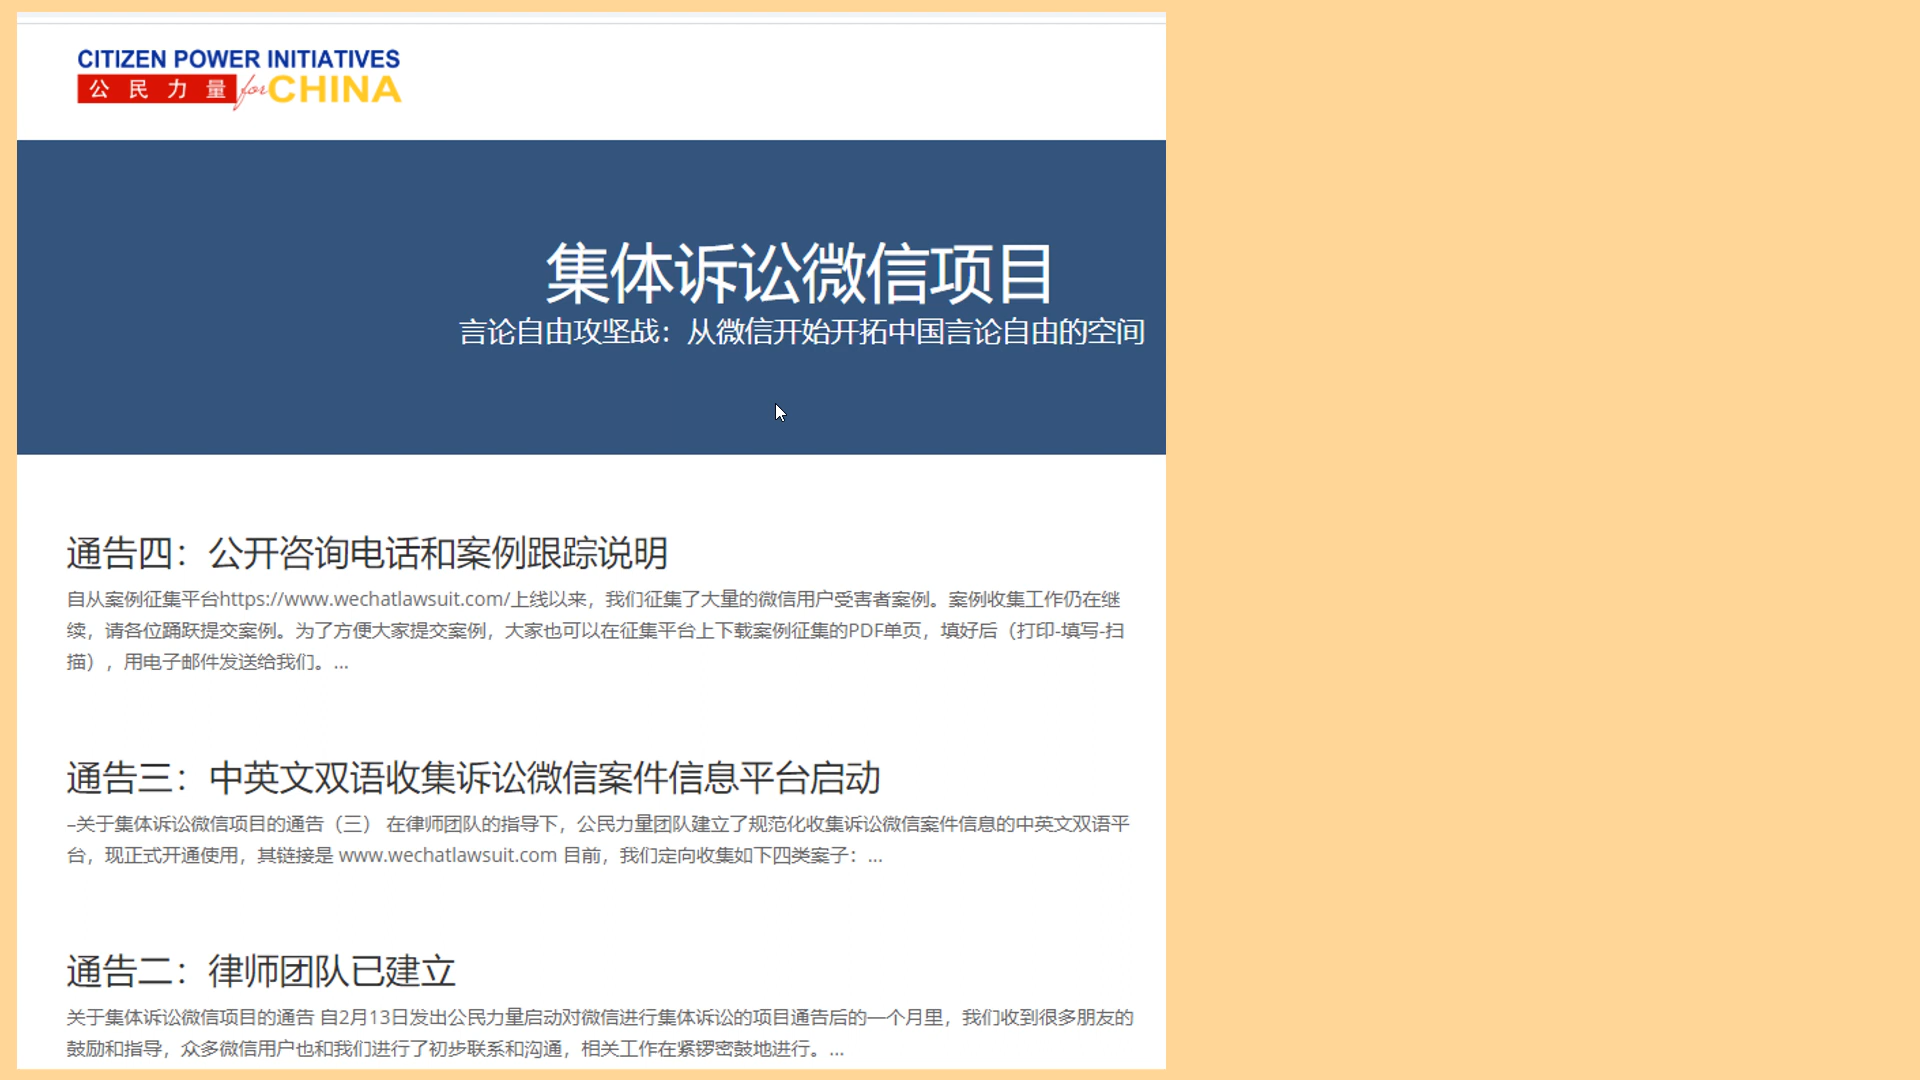 CITIZEN POWER INITIATIVES
公民力量 for CHINA
集体诉讼微信项目
言论自由攻坚战：从微信开始开拓中国言论自由的空间
通告四：公开咨询电话和案例跟踪说明
自从案例征集平台https://www.wechatlawsuit.com/上线以来，我们征集了大量的微信用户受害者案例。案例收集工作仍在继
续，请各位踊跃提交案例。为了方便大家提交案例，大家也可以在征集平台上下载案例征集的PDF单页，填好后（打印-填写-扫
描），用电子邮件发送给我们。...
通告三：中英文双语收集诉讼微信案件信息平台启动
–关于集体诉讼微信项目的通告（三） 在律师团队的指导下，公民力量团队建立了规范化收集诉讼微信案件信息的中英文双语平
台，现正式开通使用，其链接是 www.wechatlawsuit.com 目前，我们定向收集如下四类案子：...
通告二：律师团队已建立
关于集体诉讼微信项目的通告 自2月13日发出公民力量启动对微信进行集体诉讼的项目通告后的一个月里，我们收到很多朋友的
鼓励和指导，众多微信用户也和我们进行了初步联系和沟通，相关工作在紧锣密鼓地进行。...